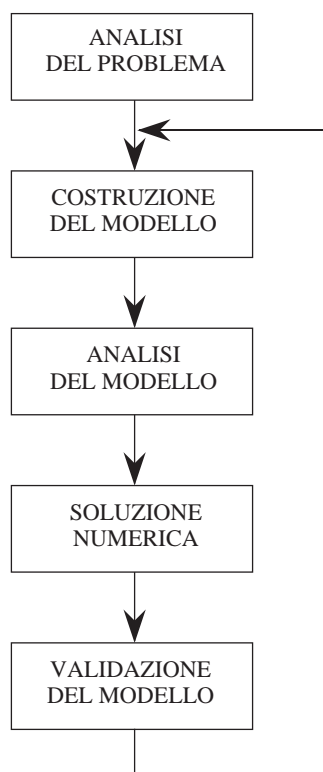 ANALISI
DEL PROBLEMA
COSTRUZIONE
DEL MODELLO
ANALISI
DEL MODELLO
SOLUZIONE
NUMERICA
VALIDAZIONE
DEL MODELLO